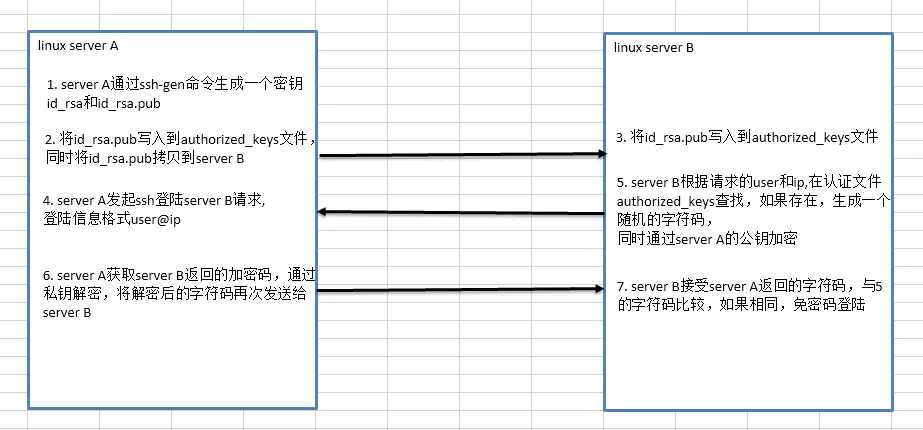 linux server A
1. server A通过ssh-gen命令生成一个密钥
id_rsa和id_rsa.pub
2. 将id_rsa.pub写入到authorized_keys文件，
同时将id_rsa.pub拷贝到server B
4. server A发起ssh登陆server B请求,
登陆信息格式user@ip
6. server A获取server B返回的加密码，通过
私钥解密，将解密后的字符码再次发送给
server B
linux server B
3. 将id_rsa.pub写入到authorized_keys文件
5. server B根据请求的user和ip,在认证文件
authorized_keys查找，如果存在，生成一个
随机的字符码，
同时通过server A的公钥加密
7. server B接受server A返回的字符码，与5
的字符码比较，如果相同，免密码登陆